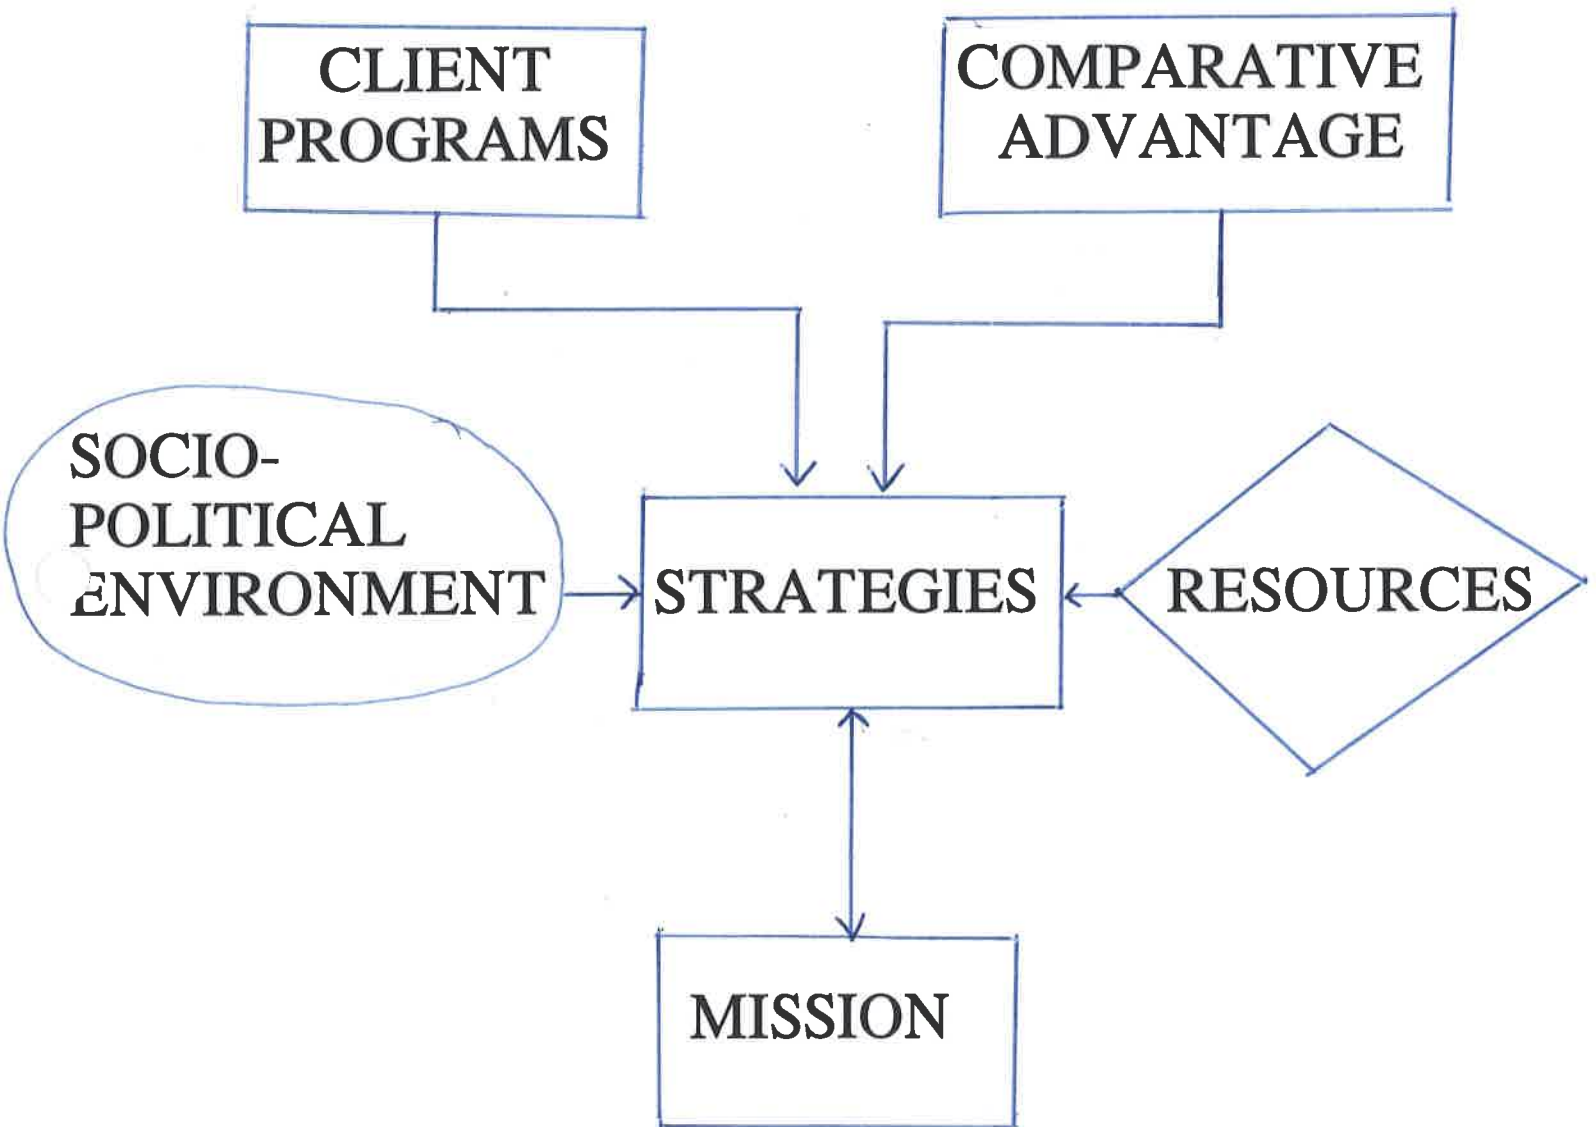 CLIENT
PROGRAMS
COMPARATIVE
ADVANTAGE
SOCIO-
POLITICAL
ENVIRONMENT
STRATEGIES
RESOURCES
MISSION